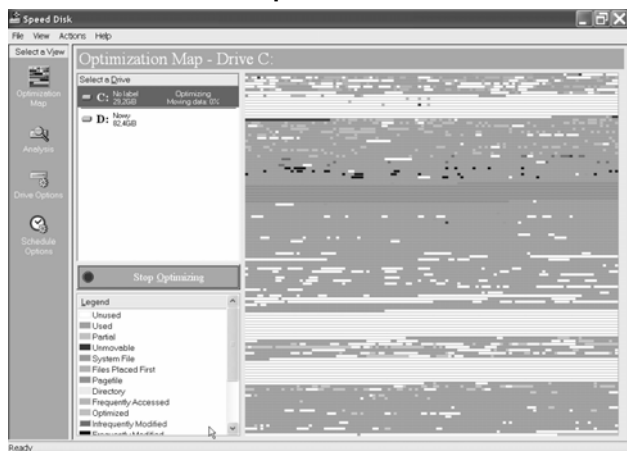 Speed Disk
File View Actions Help
Select a View
Optimization
Map
Analysis
Drive Options
Schedule
Options
Optimization Map - Drive C:
Select a Drive
C: No label Optimizing
29,2GB Moving data 0%
D: Nowy
82,4GB
Stop Optimizing
Legend
Unused
Used
Partial
Unmovable
System File
Files Placed First
Pagefile
Directory
Frequently Accessed
Optimized
Infrequently Modified
Frequently Modified
Ready